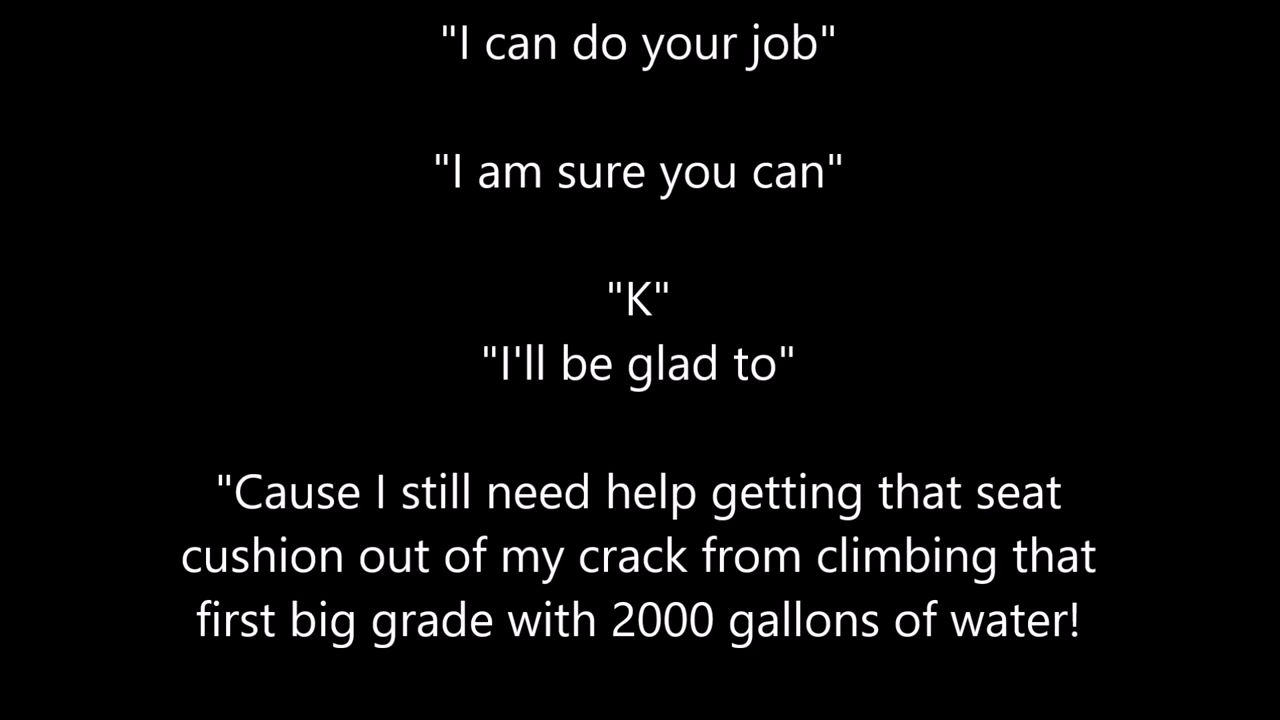 "I can do your job"
"I am sure you can"
"K"
"I'll be glad to"
"Cause I still need help getting that seat
cushion out of my crack from climbing that
first big grade with 2000 gallons of water!